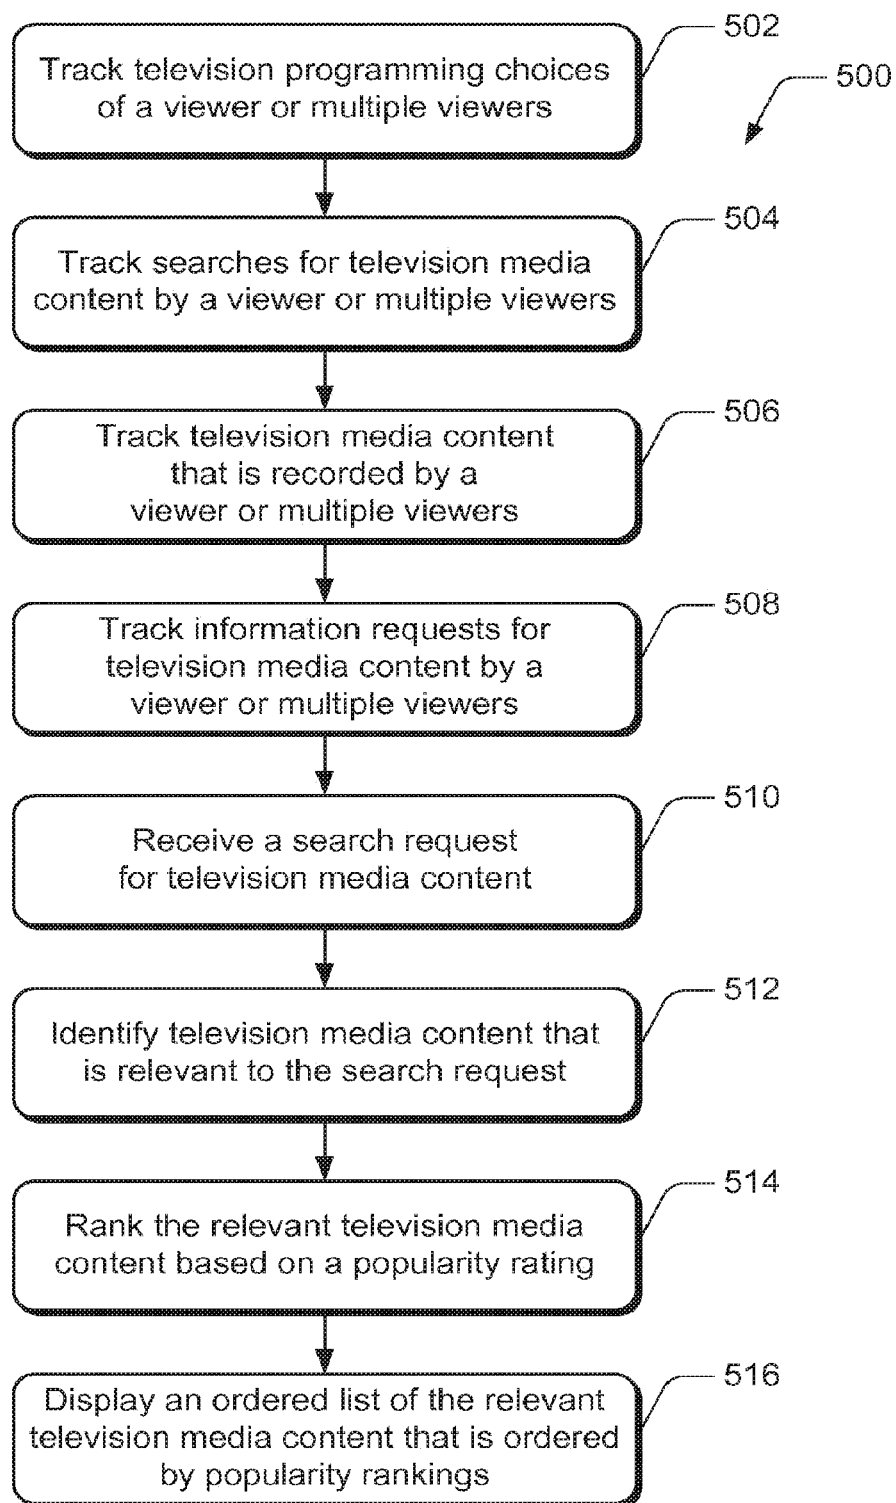 502
Track television programming choices
of a viewer or multiple viewers
500
504
Track searches for television media
content by a viewer or multiple viewers
506
Track television media content
that is recorded by a
viewer or multiple viewers
508
Track information requests for
television media content by a
viewer or multiple viewers
510
Receive a search request
for television media content
512
Identify television media content that
is relevant to the search request
514
Rank the relevant television media
content based on a popularity rating
516
Display an ordered list of the relevant
television media content that is ordered
by popularity rankings